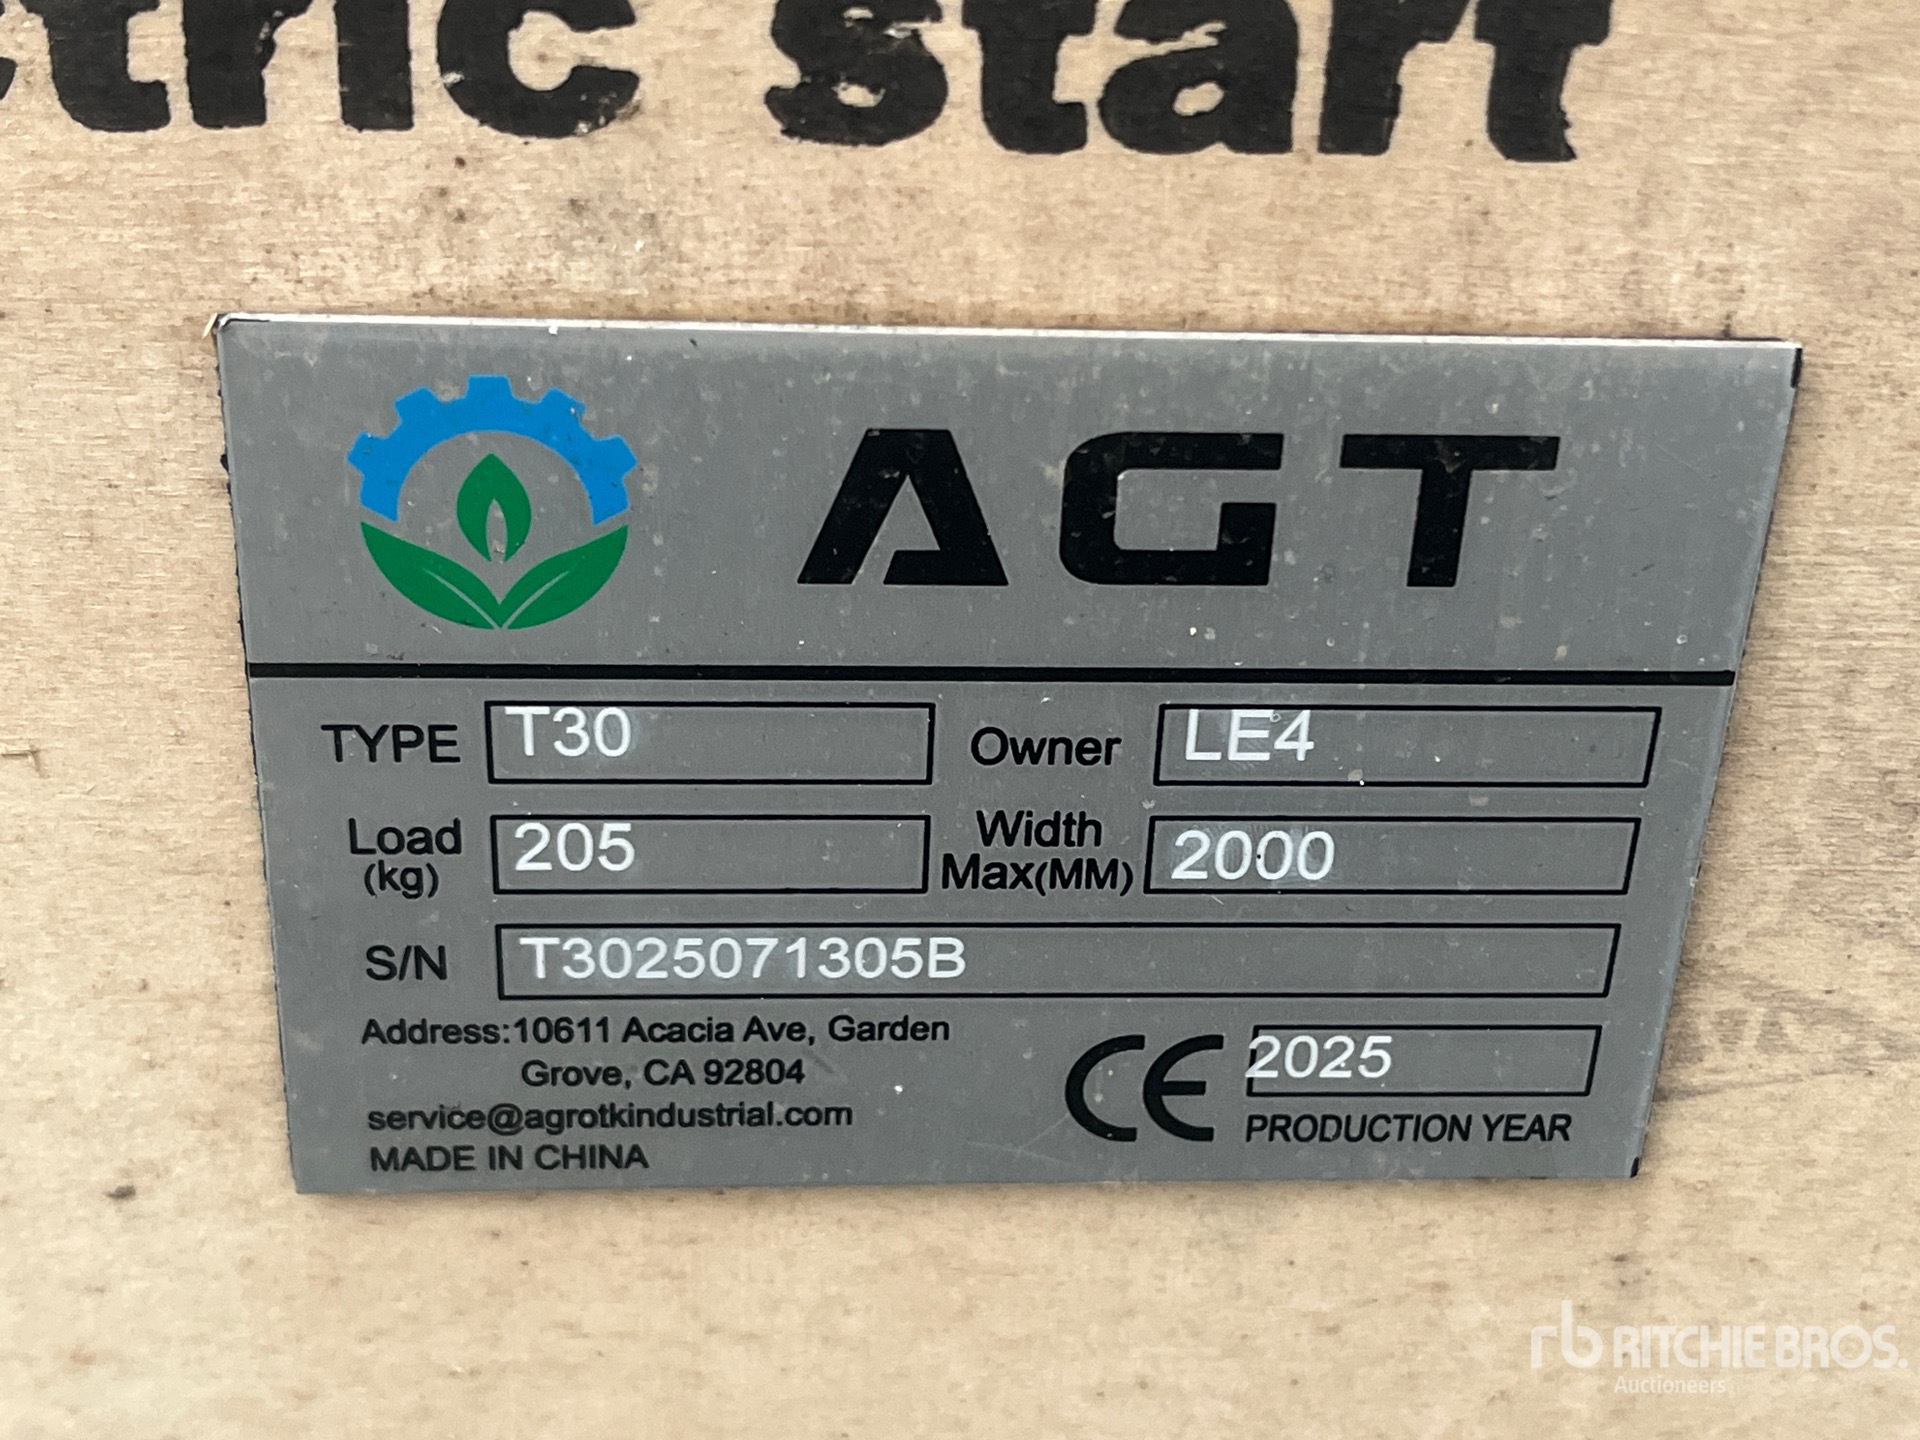 ctric start
AGT
TYPE T30 Owner LE4
Load (kg) 205 Width Max(MM) 2000
S/N T3025071305B
Address:10611 Acacia Ave, Garden
Grove, CA 92804
service@agrotkindustrial.com
MADE IN CHINA
CE 2025
PRODUCTION YEAR
rb RITCHIE BROS.
Auctioneers